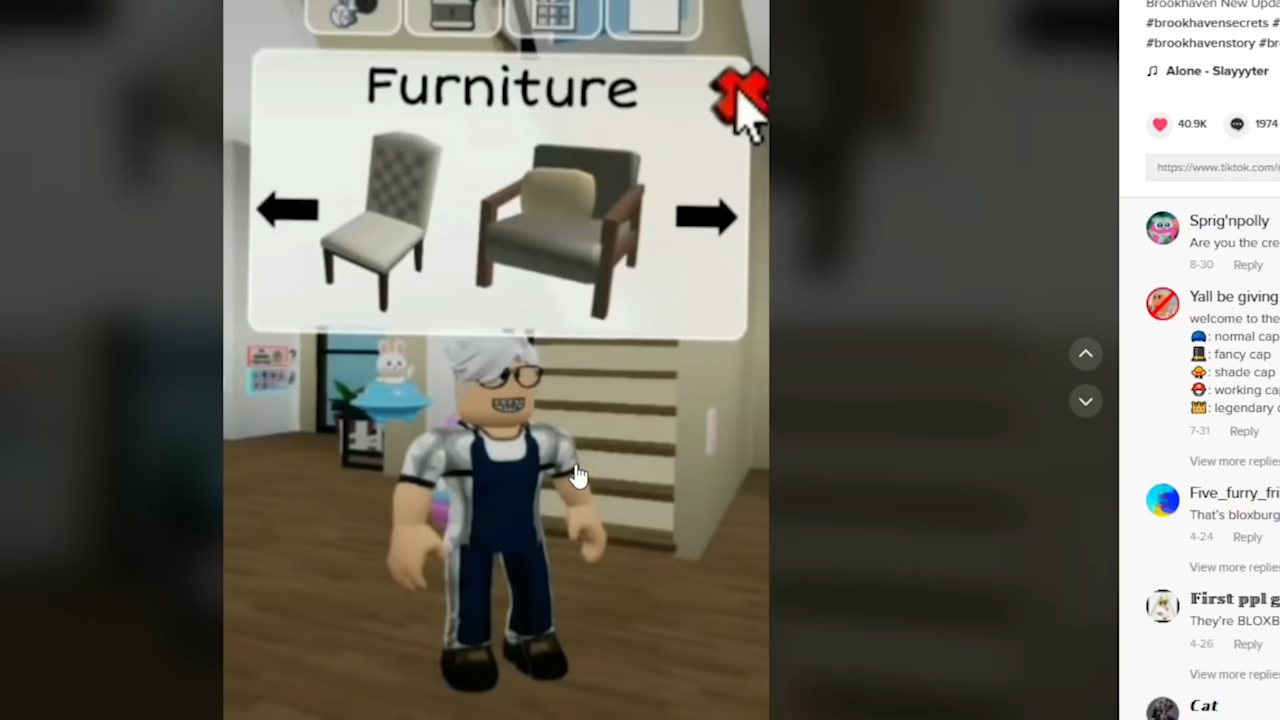 Furniture
Brookhaven New Upda
#brookhavensecrets #
#brookhavenstory #br
Alone - Slayyyter
40.9K 1974
https://www.tiktok.com/
Sprig'npolly
Are you the cre
8-30 Reply
Yall be giving
welcome to the
: normal cap
: fancy cap
: shade cap
: working ca
: legendary
7-31 Reply
View more replies
Five_furry_fri
That's bloxburg
4-24 Reply
View more replies
First ppl g
They're BLOXB
4-26 Reply
View more replies
Cat